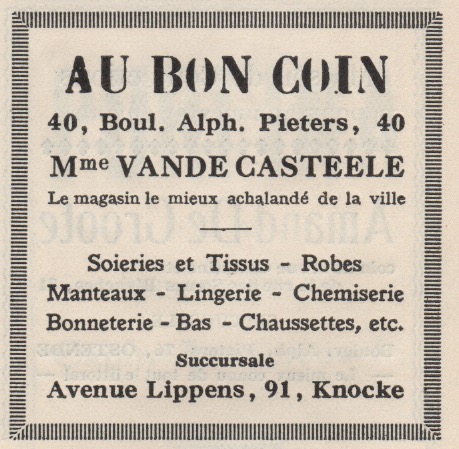 AU BON COIN
40, Boul. Alph. Pieters, 40
Mme VANDE CASTEELE
Le magasin le mieux achalandé de la ville
Soieries et Tissus - Robes
Manteaux - Lingerie - Chemiserie
Bonneterie - Bas - Chaussettes, etc.
Succursale
Avenue Lippens, 91, Knocke